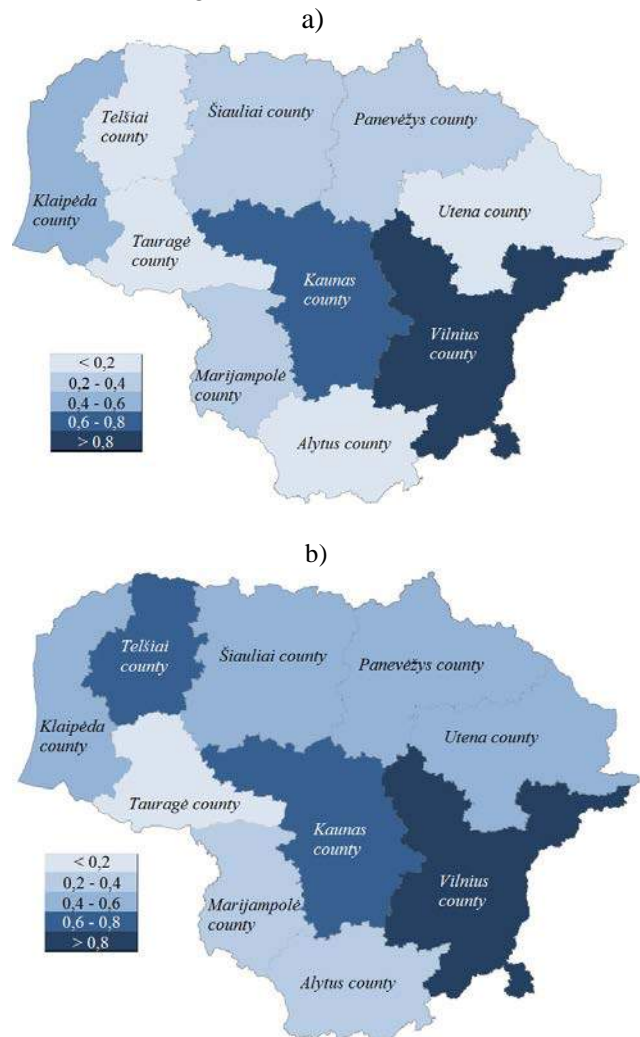 a)
Telšiai
county
Šiauliai county
Panevėžys county
Klaipėda
county
Utena county
Tauragė
county
Kaunas
county
Vilnius
county
Marijampolė
county
Alytus county
< 0,2
0,2 - 0,4
0,4 - 0,6
0,6 - 0,8
> 0,8
b)
Telšiai
county
Šiauliai county
Panevėžys county
Klaipėda
county
Utena county
Tauragė county
Kaunas
county
Vilnius
county
Marijampolė
county
Alytus county
< 0,2
0,2 - 0,4
0,4 - 0,6
0,6 - 0,8
> 0,8